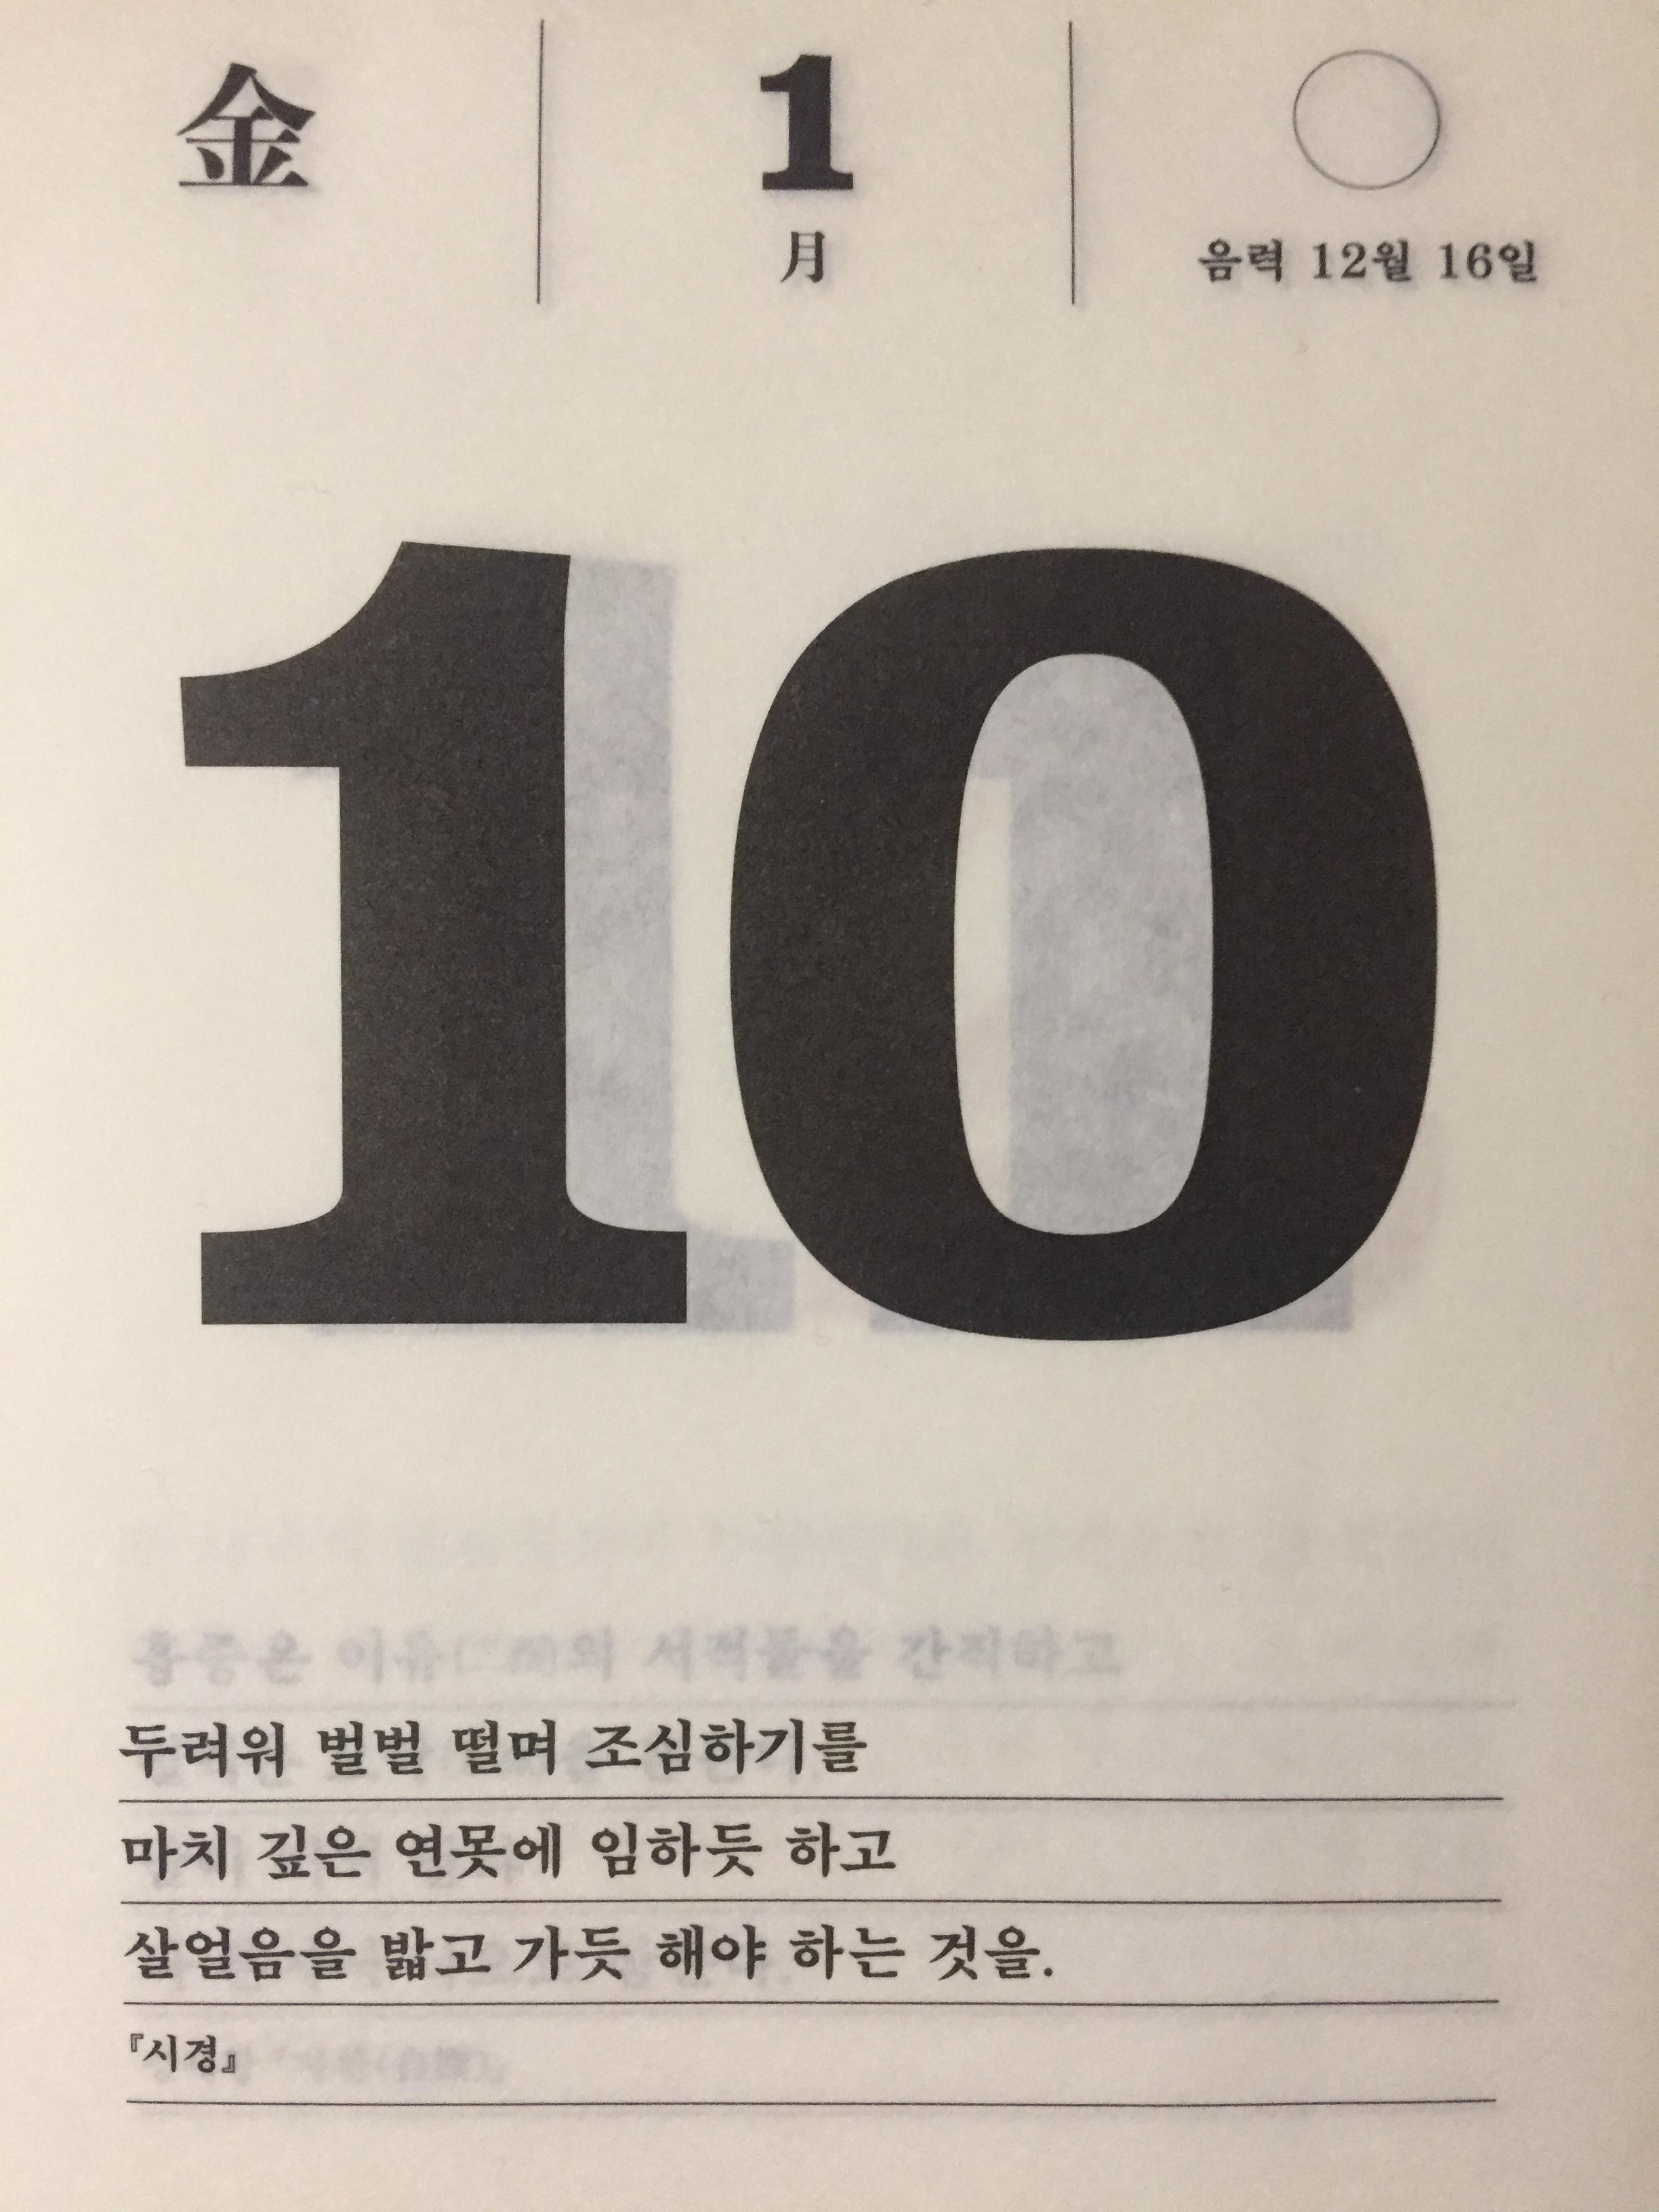 金
1
月
음력 12월 16일
10
두려워 벌벌 떨며 조심하기를
마치 깊은 연못에 임하듯 하고
살얼음을 밟고 가듯 해야 하는 것을.
『시경』